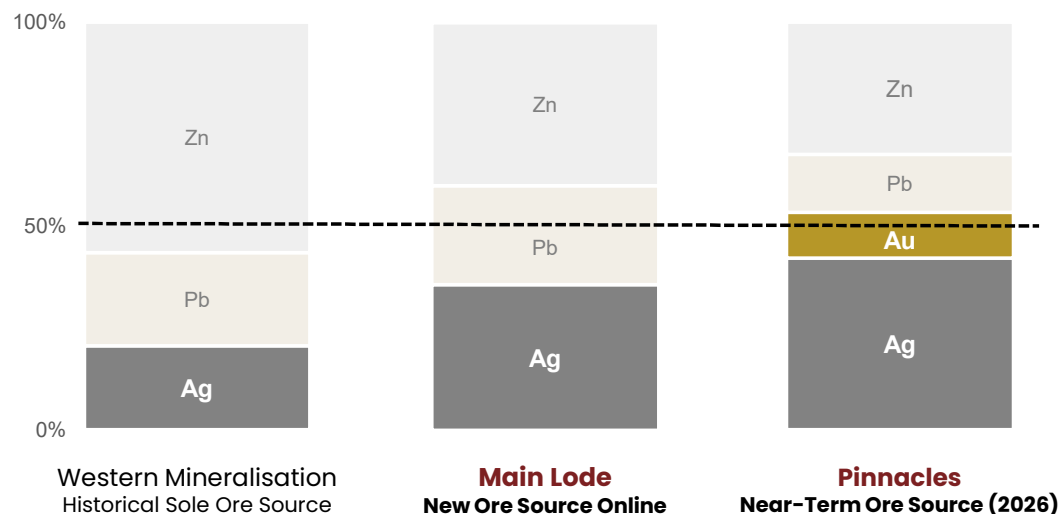 100%
Zn
Zn
Zn
Pb
50%
Pb
Au
Pb
Ag
Ag
Ag
0%
Western Mineralisation
Historical Sole Ore Source
Main Lode
New Ore Source Online
Pinnacles
Near-Term Ore Source (2026)